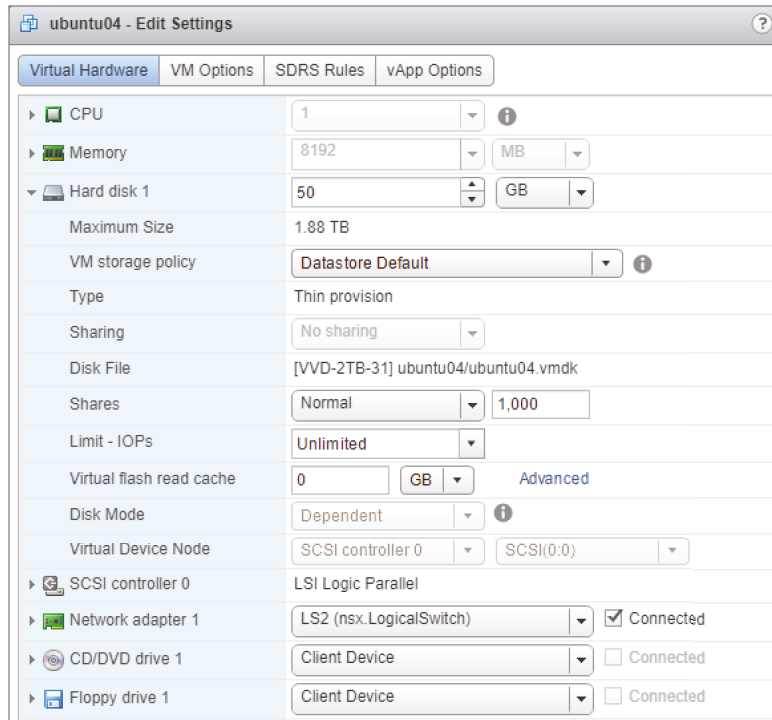 ubuntu04 - Edit Settings ?
Virtual Hardware VM Options SDRS Rules vApp Options
CPU 1
Memory 8192 MB
Hard disk 1 50 GB
Maximum Size 1.88 TB
VM storage policy Datastore Default
Type Thin provision
Sharing No sharing
Disk File [VVD-2TB-31] ubuntu04/ubuntu04.vmdk
Shares Normal 1,000
Limit - IOPs Unlimited
Virtual flash read cache 0 GB Advanced
Disk Mode Dependent
Virtual Device Node SCSI controller 0 SCSI(0:0)
SCSI controller 0 LSI Logic Parallel
Network adapter 1 LS2 (nsx.LogicalSwitch) Connected
CD/DVD drive 1 Client Device Connected
Floppy drive 1 Client Device Connected